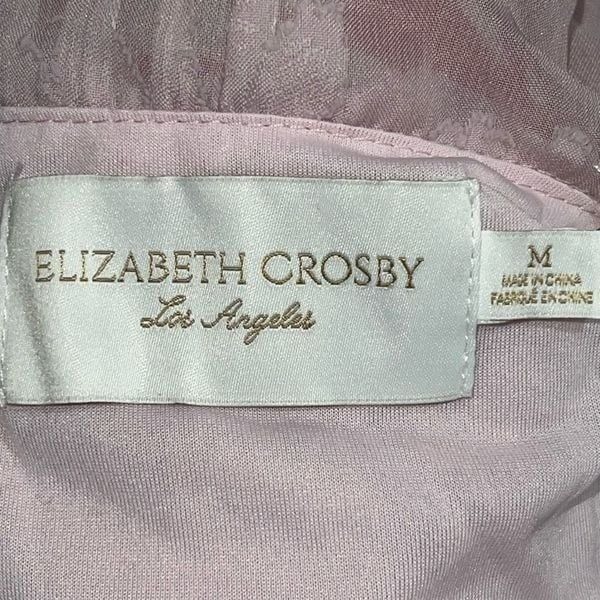 ELIZABETH CROSBY
Los Angeles
M
MADE IN CHINA
FABRIQUÉ EN CHINE